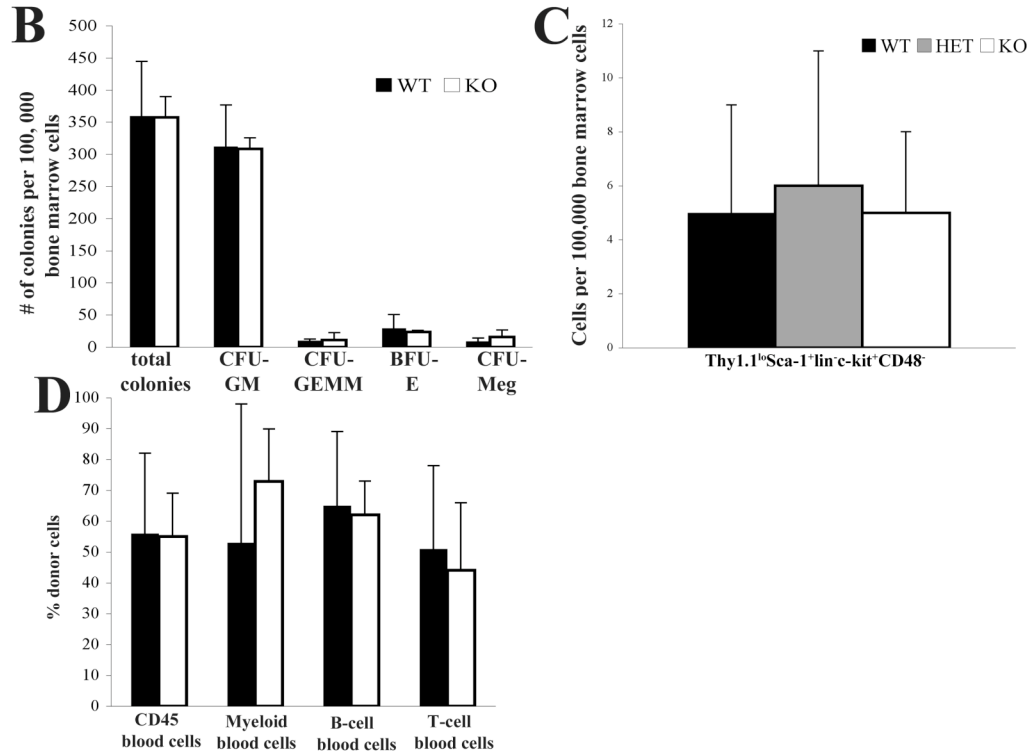 B
# of colonies per 100, 000
bone marrow cells
500
450
400
350
300
250
200
150
100
50
0
WT KO
total
colonies
CFU-
GM
CFU-
GEMM
BFU-
E
CFU-
Meg
C
Cells per 100,000 bone marrow cells
12
10
8
6
4
2
0
WT HET KO
Thy1.1ˡᵒSca-1⁺lin⁻c-kit⁺CD48⁻
D
% donor cells
100
90
80
70
60
50
40
30
20
10
0
CD45
blood cells
Myeloid
blood cells
B-cell
blood cells
T-cell
blood cells